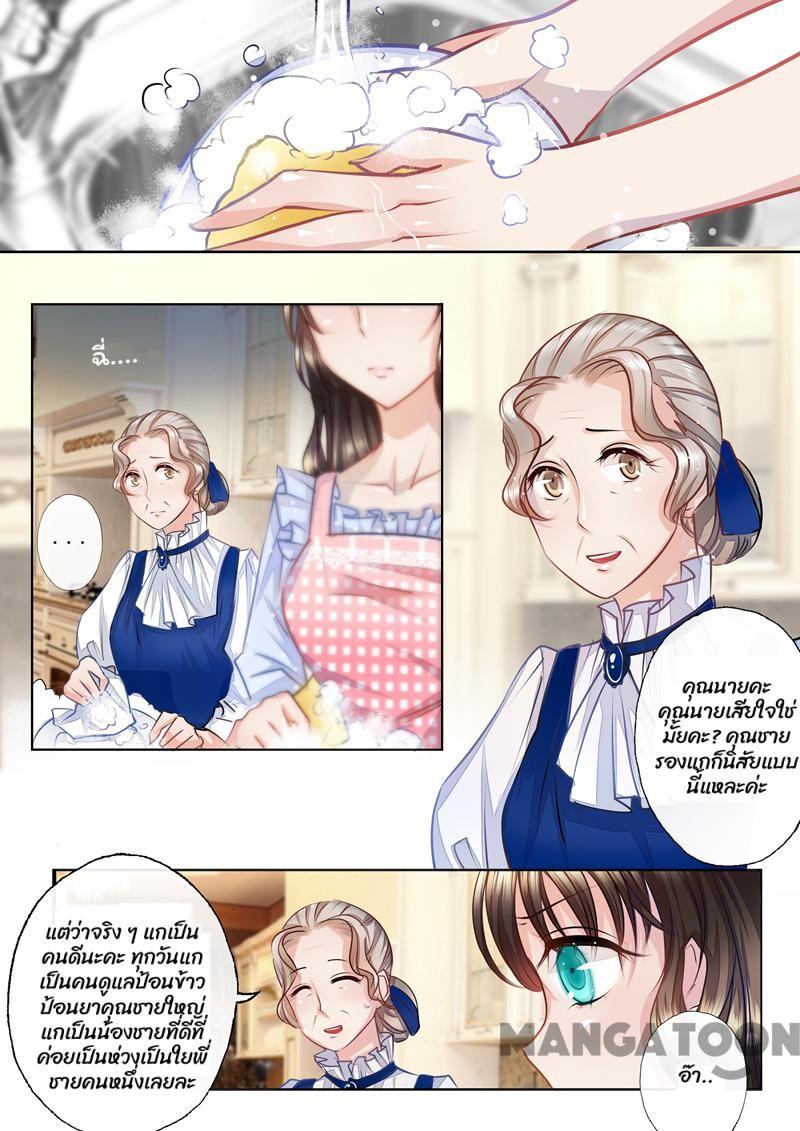 ฉี่....
...
คุณนายคะ
คุณนายเสียใจใช่
มั้ยคะ? คุณชาย
รองแกก็นิสัยแบบ
นี้แหละค่ะ
แต่ว่าจริง ๆ แกเป็น
คนดีนะคะ ทุกวันแก
เป็นคนดูแลป้อนข้าว
ป้อนยาคุณชายใหญ่
แกเป็นน้องชายที่ดีที่
ค่อยเป็นห่วงเป็นใยพี่
ชายคนหนึ่งเลยละ
MANGATOON
อ๊า..